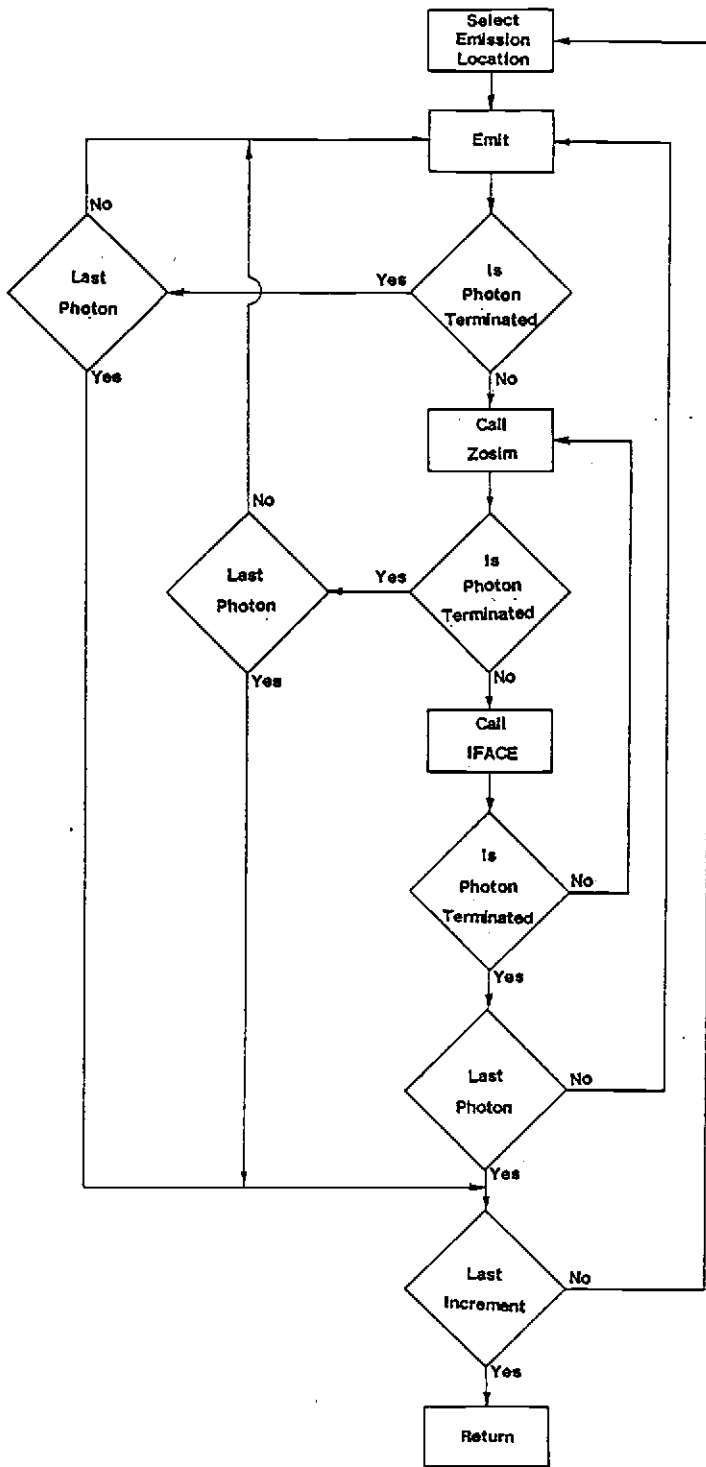 Select
Emission
Location
Emit
No
Last
Photon
Yes
Yes
Is
Photon
Terminated
No
Call
Zosim
No
Last
Photon
Yes
Yes
Is
Photon
Terminated
No
Call
IFACE
Is
Photon
Terminated
No
Yes
Last
Photon
No
Yes
Last
Increment
No
Yes
Return